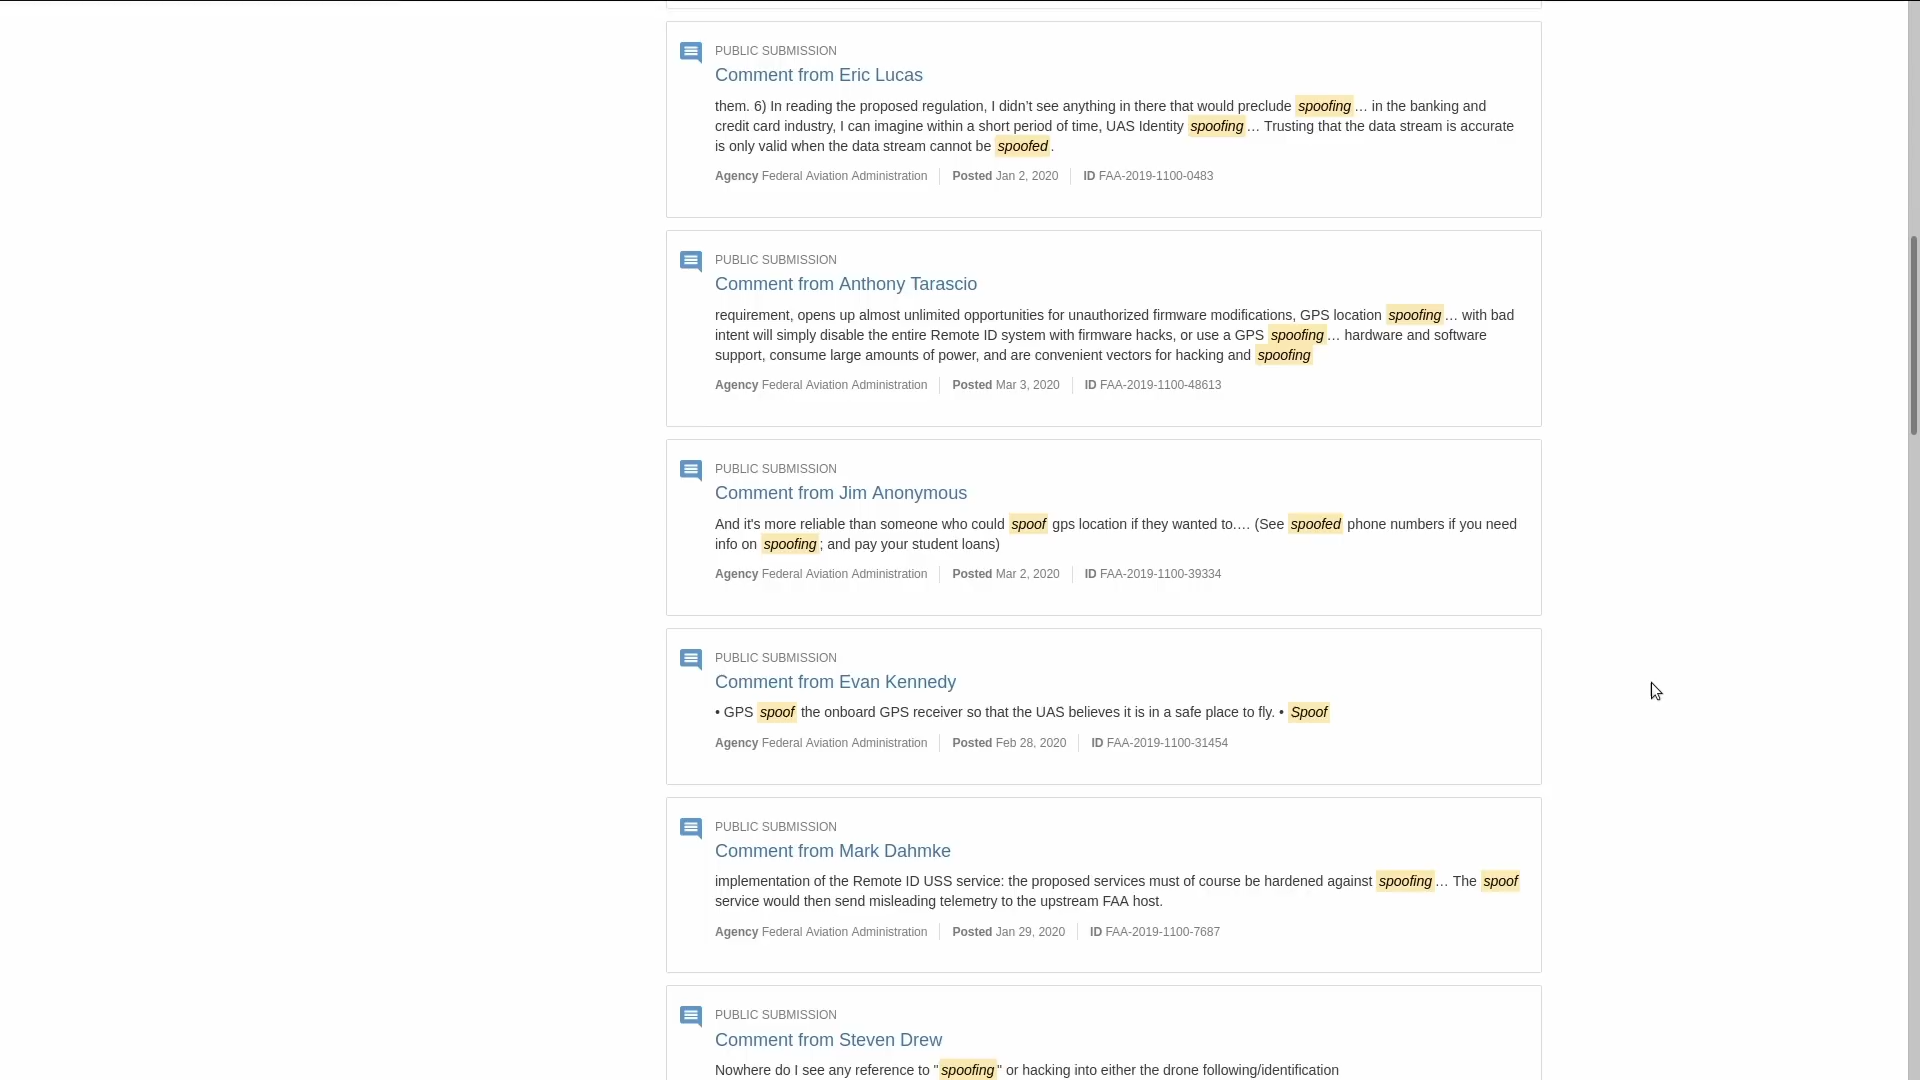 PUBLIC SUBMISSION
Comment from Eric Lucas
them. 6) In reading the proposed regulation, I didn’t see anything in there that would preclude spoofing… in the banking and
credit card industry, I can imagine within a short period of time, UAS Identity spoofing… Trusting that the data stream is accurate
is only valid when the data stream cannot be spoofed.
Agency Federal Aviation Administration Posted Jan 2, 2020 ID FAA-2019-1100-0483
PUBLIC SUBMISSION
Comment from Anthony Tarascio
requirement, opens up almost unlimited opportunities for unauthorized firmware modifications, GPS location spoofing… with bad
intent will simply disable the entire Remote ID system with firmware hacks, or use a GPS spoofing… hardware and software
support, consume large amounts of power, and are convenient vectors for hacking and spoofing
Agency Federal Aviation Administration Posted Mar 3, 2020 ID FAA-2019-1100-48613
PUBLIC SUBMISSION
Comment from Jim Anonymous
And it's more reliable than someone who could spoof gps location if they wanted to.… (See spoofed phone numbers if you need
info on spoofing; and pay your student loans)
Agency Federal Aviation Administration Posted Mar 2, 2020 ID FAA-2019-1100-39334
PUBLIC SUBMISSION
Comment from Evan Kennedy
• GPS spoof the onboard GPS receiver so that the UAS believes it is in a safe place to fly. • Spoof
Agency Federal Aviation Administration Posted Feb 28, 2020 ID FAA-2019-1100-31454
PUBLIC SUBMISSION
Comment from Mark Dahmke
implementation of the Remote ID USS service: the proposed services must of course be hardened against spoofing… The spoof
service would then send misleading telemetry to the upstream FAA host.
Agency Federal Aviation Administration Posted Jan 29, 2020 ID FAA-2019-1100-7687
PUBLIC SUBMISSION
Comment from Steven Drew
Nowhere do I see any reference to "spoofing" or hacking into either the drone following/identification